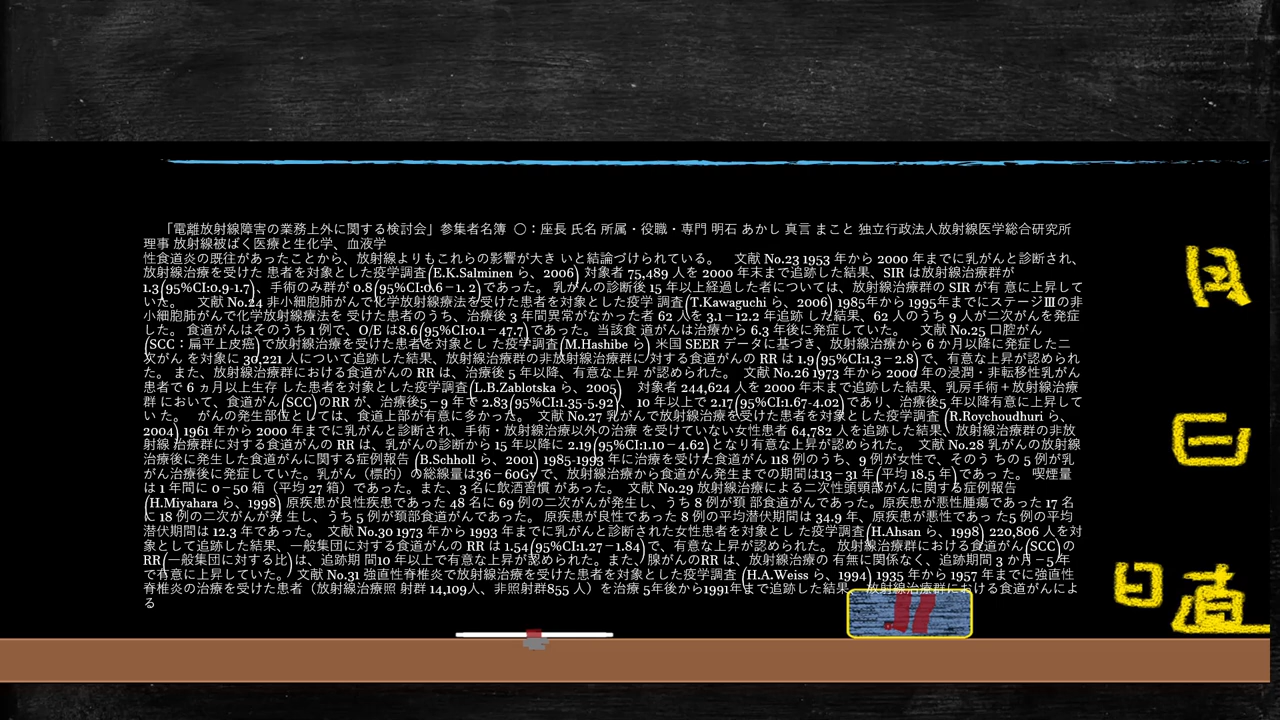 「電離放射線障害の業務上外に関する検討会」参集者名簿 〇：座長 氏名 所属・役職・専門 明石 あかし 真言 まこと 独立行政法人放射線医学総合研究所
理事 放射線被ばく医療と生化学、血液学
性食道炎の既往があったことから、放射線よりもこれらの影響が大き いと結論づけられている。 文献 No.23 1953 年から 2000 年までに乳がんと診断され、
放射線治療を受けた 患者を対象とした疫学調査(E.K.Salminen ら、2006) 対象者 75,489 人を 2000 年末まで追跡した結果、SIR は放射線治療群が
1.3(95%CI:0.9-1.7)、手術のみ群が 0.8(95%CI:0.6－1. 2)であった。 乳がんの診断後 15 年以上経過した者については、放射線治療群の SIR が有 意に上昇して
いた。 文献 No.24 非小細胞肺がんで化学放射線療法を受けた患者を対象とした疫学 調査(T.Kawaguchi ら、2006) 1985年から 1995年までにステージⅢの非
小細胞肺がんで化学放射線療法を 受けた患者のうち、治療後 3 年間異常がなかった者 62 人を 3.1－12.2 年追跡 した結果、62 人のうち 9 人が二次がんを発症
した。 食道がんはそのうち 1 例で、O/E は8.6(95%CI:0.1－47.7)であった。当該食 道がんは治療から 6.3 年後に発症していた。 文献 No.25 口腔がん
(SCC：扁平上皮癌)で放射線治療を受けた患者を対象とし た疫学調査(M.Hashibe ら) 米国 SEER データに基づき、放射線治療から 6 か月以降に発症した二
次がん を対象に 30,221 人について追跡した結果、放射線治療群の非放射線治療群に 対する食道がんの RR は 1.9(95%CI:1.3－2.8)で、有意な上昇が認められ
た。 また、放射線治療群における食道がんの RR は、治療後 5 年以降、有意な上昇 が認められた。 文献 No.26 1973 年から 2000 年の浸潤・非転移性乳がん
患者で 6 ヵ月以上生存 した患者を対象とした疫学調査(L.B.Zablotska ら、2005) 対象者 244,624 人を 2000 年末まで追跡した結果、乳房手術＋放射線治療
群 において、食道がん(SCC)のRR が、治療後5－9 年で 2.83(95%CI:1.35-5.92)、 10 年以上で 2.17(95%CI:1.67-4.02)であり、治療後5 年以降有意に上昇して
い た。 がんの発生部位としては、食道上部が有意に多かった。 文献 No.27 乳がんで放射線治療を受けた患者を対象とした疫学調査 (R.Roychoudhuri ら、
2004) 1961 年から 2000 年までに乳がんと診断され、手術・放射線治療以外の治療 を受けていない女性患者 64,782 人を追跡した結果、放射線治療群の非放
射線 治療群に対する食道がんの RR は、乳がんの診断から 15 年以降に 2.19(95%CI:1.10－4.62)となり有意な上昇が認められた。 文献 No.28 乳がんの放射線
治療後に発生した食道がんに関する症例報告 (B.Schholl ら、2001) 1985-1993 年に治療を受けた食道がん 118 例のうち、9 例が女性で、そのうちの 5 例が乳
がん治療後に発症していた。乳がん（標的）の総線量は36－60Gy で、放射線治療から食道がん発生までの期間は13－31 年(平均 18.5 年)であっ た。 喫煙量
は 1 年間に 0－50 箱（平均 27 箱）であった。また、3 名に飲酒習慣 があった。 文献 No.29 放射線治療による二次性頭頸部がんに関する症例報告
(H.Miyahara ら、1998) 原疾患が良性疾患であった 48 名に 69 例の二次がんが発生し、うち 8 例が頚 部食道がんであった。原疾患が悪性腫瘍であった 17 名
に 18 例の二次がんが発 生し、うち 5 例が頚部食道がんであった。 原疾患が良性であった 8 例の平均潜伏期間は 34.9 年、原疾患が悪性であっ た5 例の平均
潜伏期間は 12.3 年であった。 文献 No.30 1973 年から 1993 年までに乳がんと診断された女性患者を対象とし た疫学調査(H.Ahsan ら、1998) 220,806 人を対
象として追跡した結果、一般集団に対する食道がんの RR は 1.54(95%CI:1.27－1.84)で、有意な上昇が認められた。 放射線治療群における食道がん(SCC)の
RR(一般集団に対する比)は、追跡期 間10 年以上で有意な上昇が認められた。また、腺がんのRR は、放射線治療の 有無に関係なく、追跡期間 3 か月－5 年
で有意に上昇していた。 文献 No.31 強直性脊椎炎で放射線治療を受けた患者を対象とした疫学調査 (H.A.Weiss ら、1994) 1935 年から 1957 年までに強直性
脊椎炎の治療を受けた患者（放射線治療照 射群 14,109人、非照射群855 人）を治療 5年後から1991年まで追跡した結果、 放射線治療群における食道がんによ
る
日直